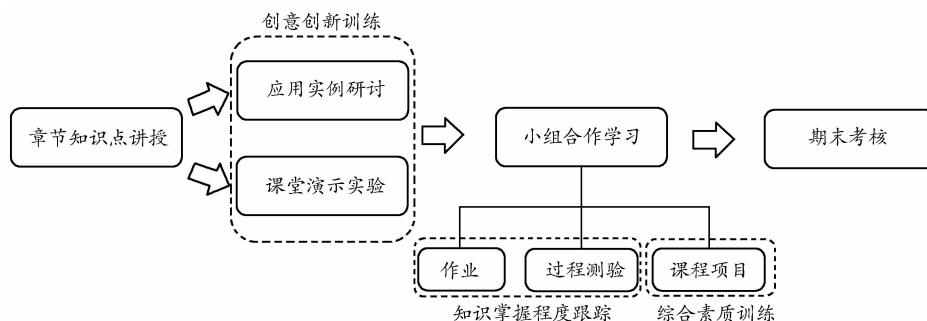 创意创新训练
应用实例研讨
章节知识点讲授
小组合作学习
期末考核
课堂演示实验
作业
过程测验
课程项目
知识掌握程度跟踪
综合素质训练